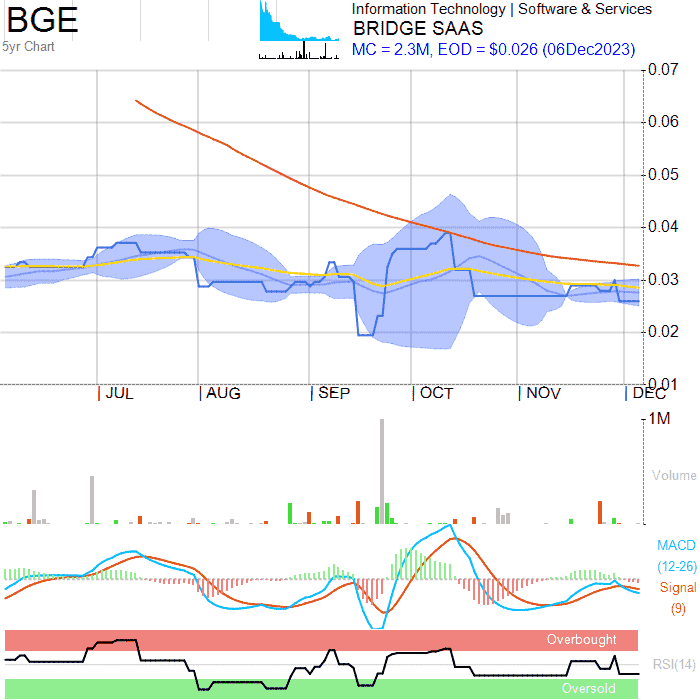 BGE
5yr Chart
Information Technology | Software & Services
BRIDGE SAAS
MC = 2.3M, EOD = $0.026 (06Dec2023)
0.07
0.06
0.05
0.04
0.03
0.02
0.01
JUL
AUG
SEP
OCT
NOV
DEC
1M
Volume
MACD
(12-26)
Signal
(9)
Overbought
RSI(14)
Oversold